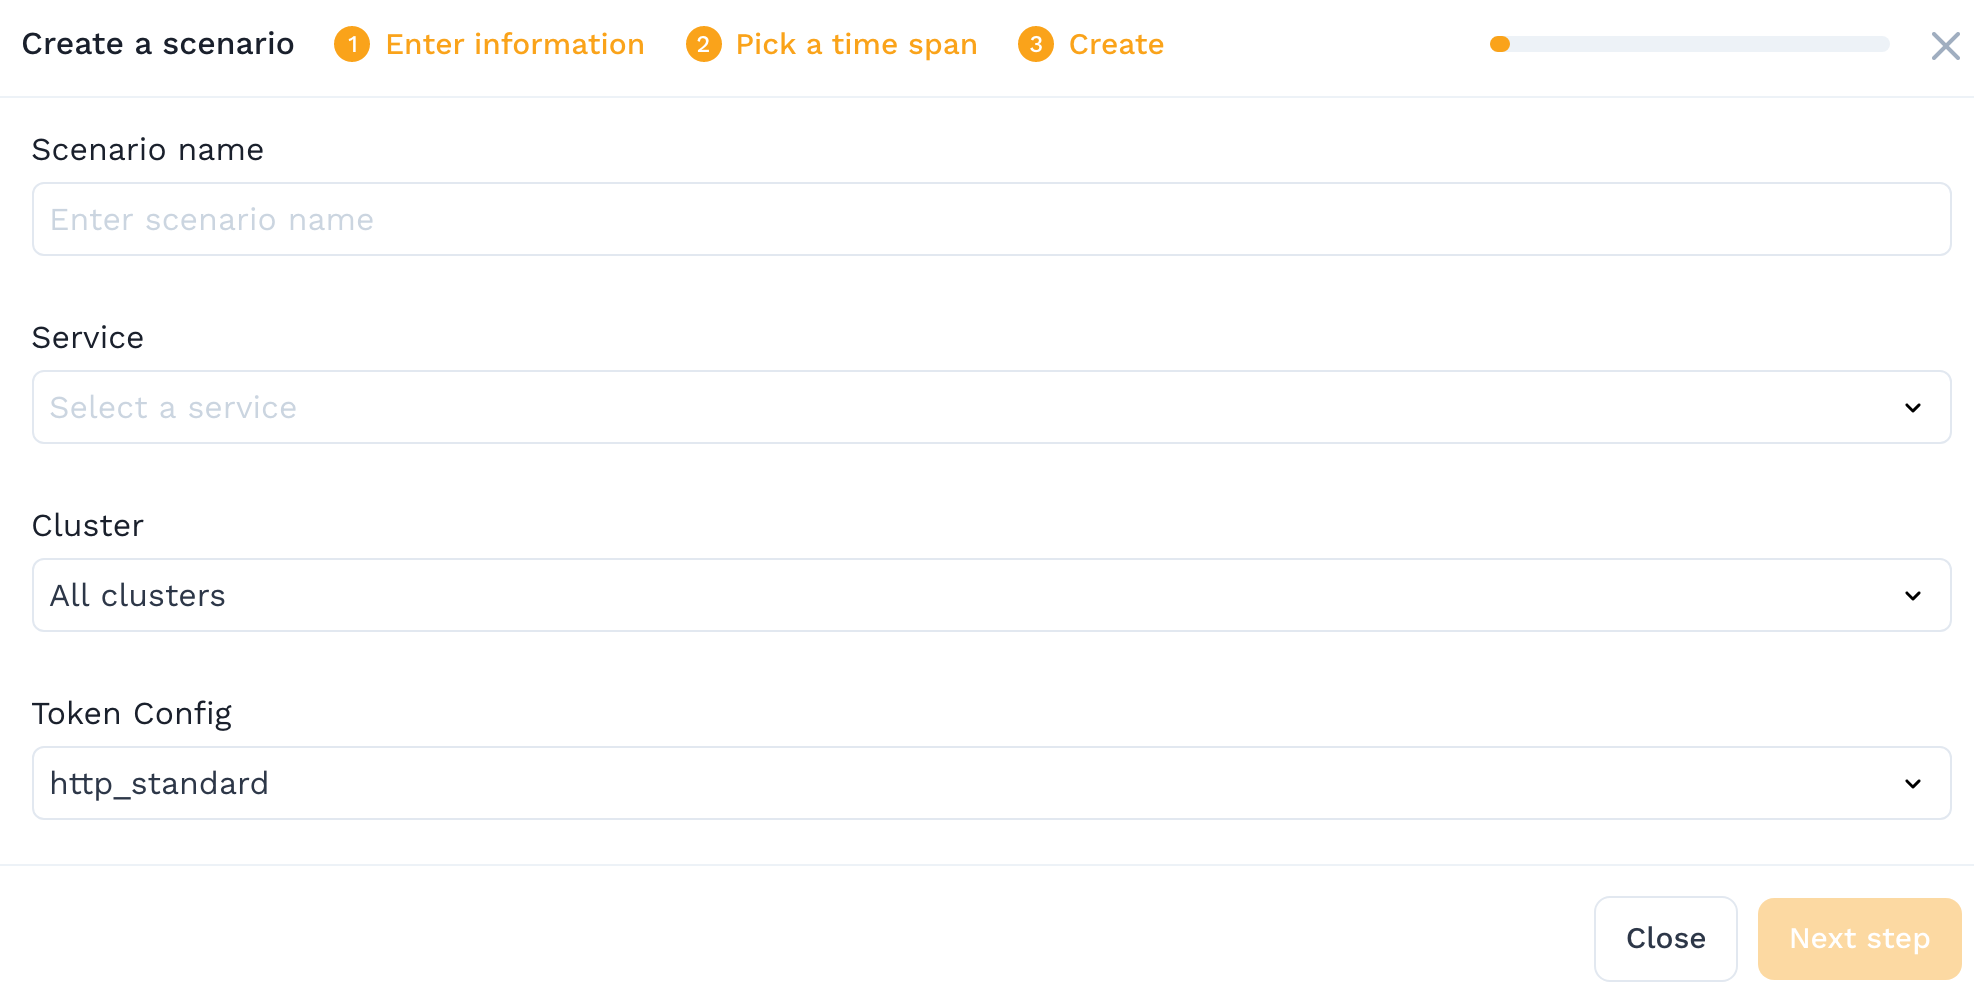 Create a scenario 1 Enter information 2 Pick a time span 3 Create
Scenario name
Enter scenario name
Service
Select a service
Cluster
All clusters
Token Config
http_standard
Close Next step